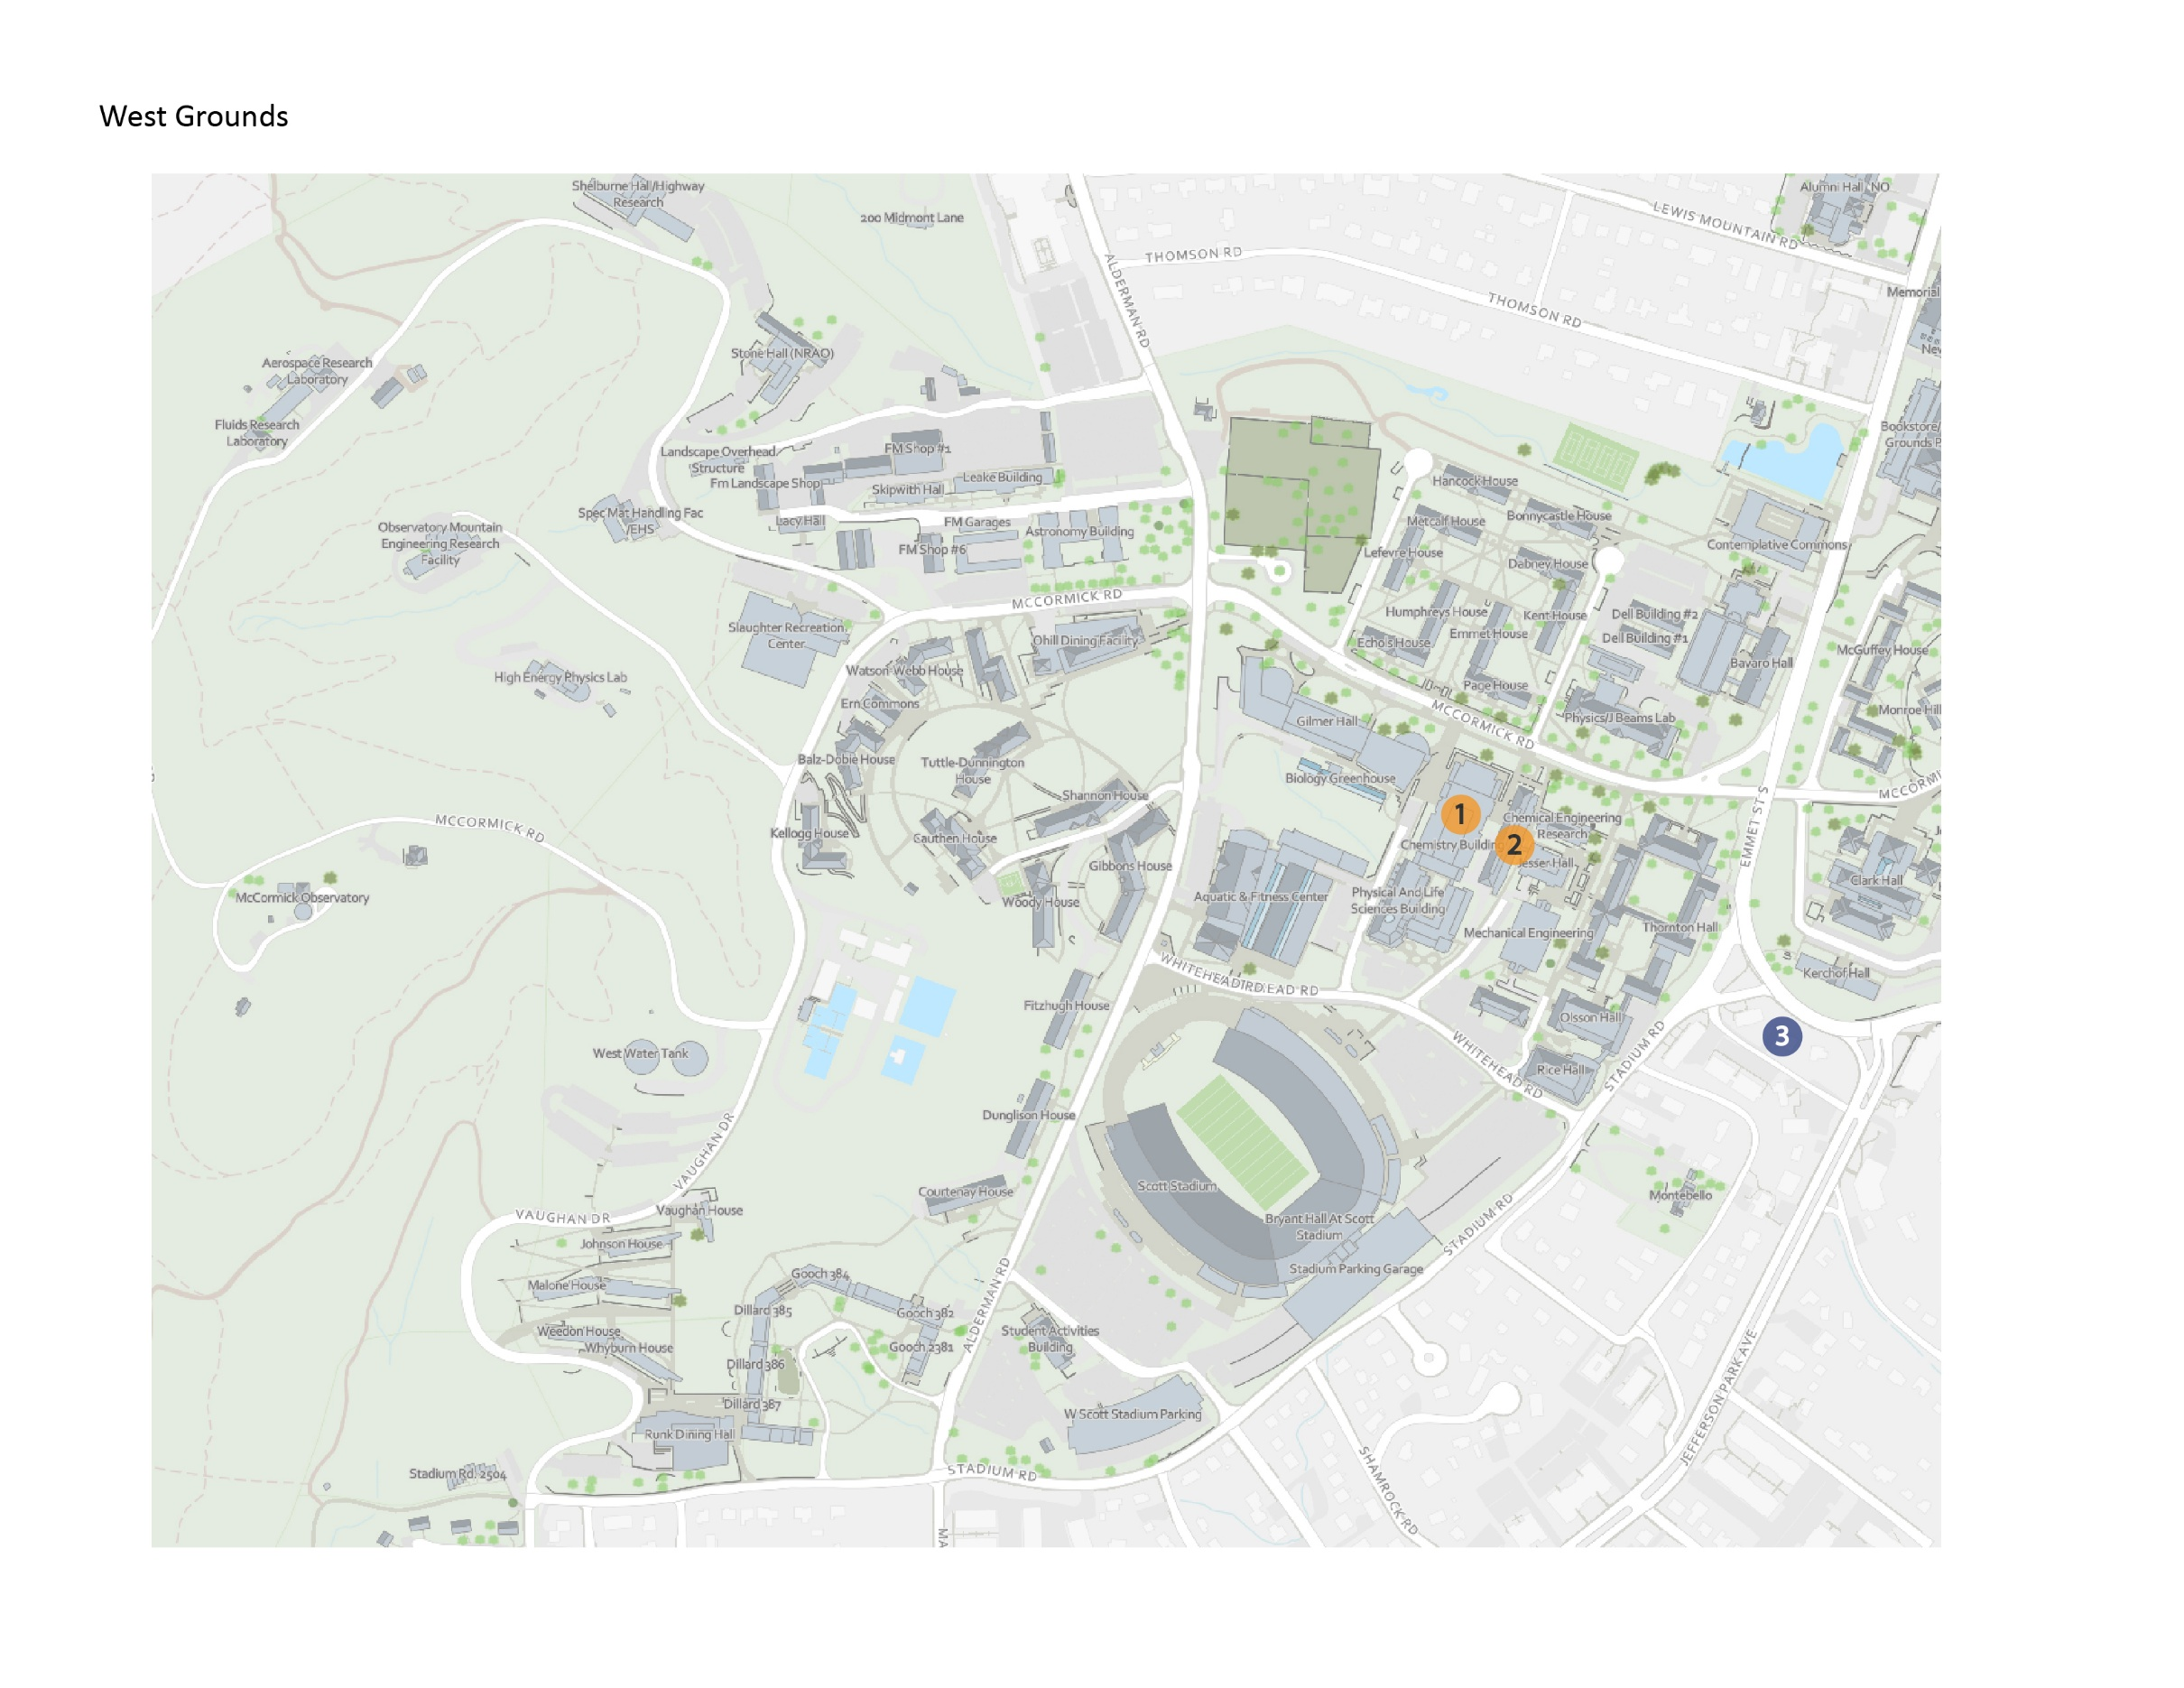 West Grounds
Shelburne Hall/Highway
Research
200 Midmont Lane
Alumni Hall
LEWIS MOUNTAIN RD
THOMSON RD
ALDERMAN RD
THOMSON RD
Memorial
Stone Hall (NRAO)
Aerospace Research
Laboratory
Fluids Research
Laboratory
Landscape Overhead
Structure
FM Shop #1
Fm Landscape Shop
Skipwith Hall
Leake Building
Lacy Hall
FM Garages
Astronomy Building
FM Shop #6
Spec Mat Handling Fac
/EHS
Observatory Mountain
Engineering Research
Facility
Bookstore/
Grounds P
Hancock House
Metcalf House
Bonnycastle House
Lefevre House
Dabney House
Contemplative Commons
Humphreys House
Kent House
Emmet House
Echols House
Page House
Dell Building #2
Dell Building #1
Bavaro Hall
McGuffey House
Monroe Hil
Physics/J Beams Lab
MCCORMICK RD
Slaughter Recreation
Center
Ohill Dining Facility
Watson-Webb House
Ern Commons
High Energy Physics Lab
Gilmer Hall
MCCORMICK RD
Balz-Dobie House
Tuttle-Dunnington
House
Biology Greenhouse
Shannon House
MCCORMI
EMMET ST S
MCCORMICK RD
Kellogg House
Cauthen House
Gibbons House
1
2
Chemical Engineering
Research
Chemistry Building
Jesser Hall
Clark Hall
McCormick Observatory
Woody House
Aquatic & Fitness Center
Physical And Life
Sciences Building
Mechanical Engineering
Thornton Hall
Kerchof Hall
WHITEHEAD RD
Fitzhugh House
Olsson Hall
3
West Water Tank
WHITEHEAD RD
Rice Hall
STADIUM RD
Dunglison House
VAUGHAN DR
Scott Stadium
Courtenay House
Montebello
VAUGHAN DR
Vaughan House
Bryant Hall At Scott
Stadium
STADIUM RD
Johnson House
Stadium Parking Garage
Malone House
Gooch 384
Dillard 385
Gooch 382
ALDERMAN RD
Weedon House
Whyburn House
Gooch 2381
Student Activities
Building
Dillard 386
JEFFERSON PARK AVE
Dillard 387
W Scott Stadium Parking
Runk Dining Hall
Stadium Rd. 2504
STADIUM RD
SHAMROCK RD
MA